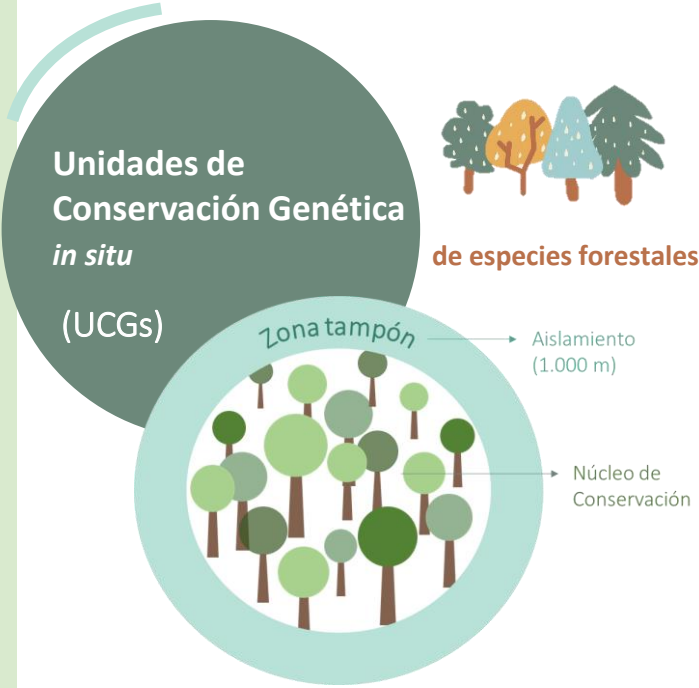 Unidades de
Conservación Genética
in situ
(UCGs)
de especies forestales
Zona tampón
Aislamiento
(1.000 m)
Núcleo de
Conservación